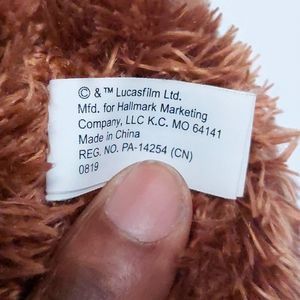 © & ™ Lucasfilm Ltd.
Mfd. for Hallmark Marketing
Company, LLC K.C. MO 64141
Made in China
REG. NO. PA-14254 (CN)
0819